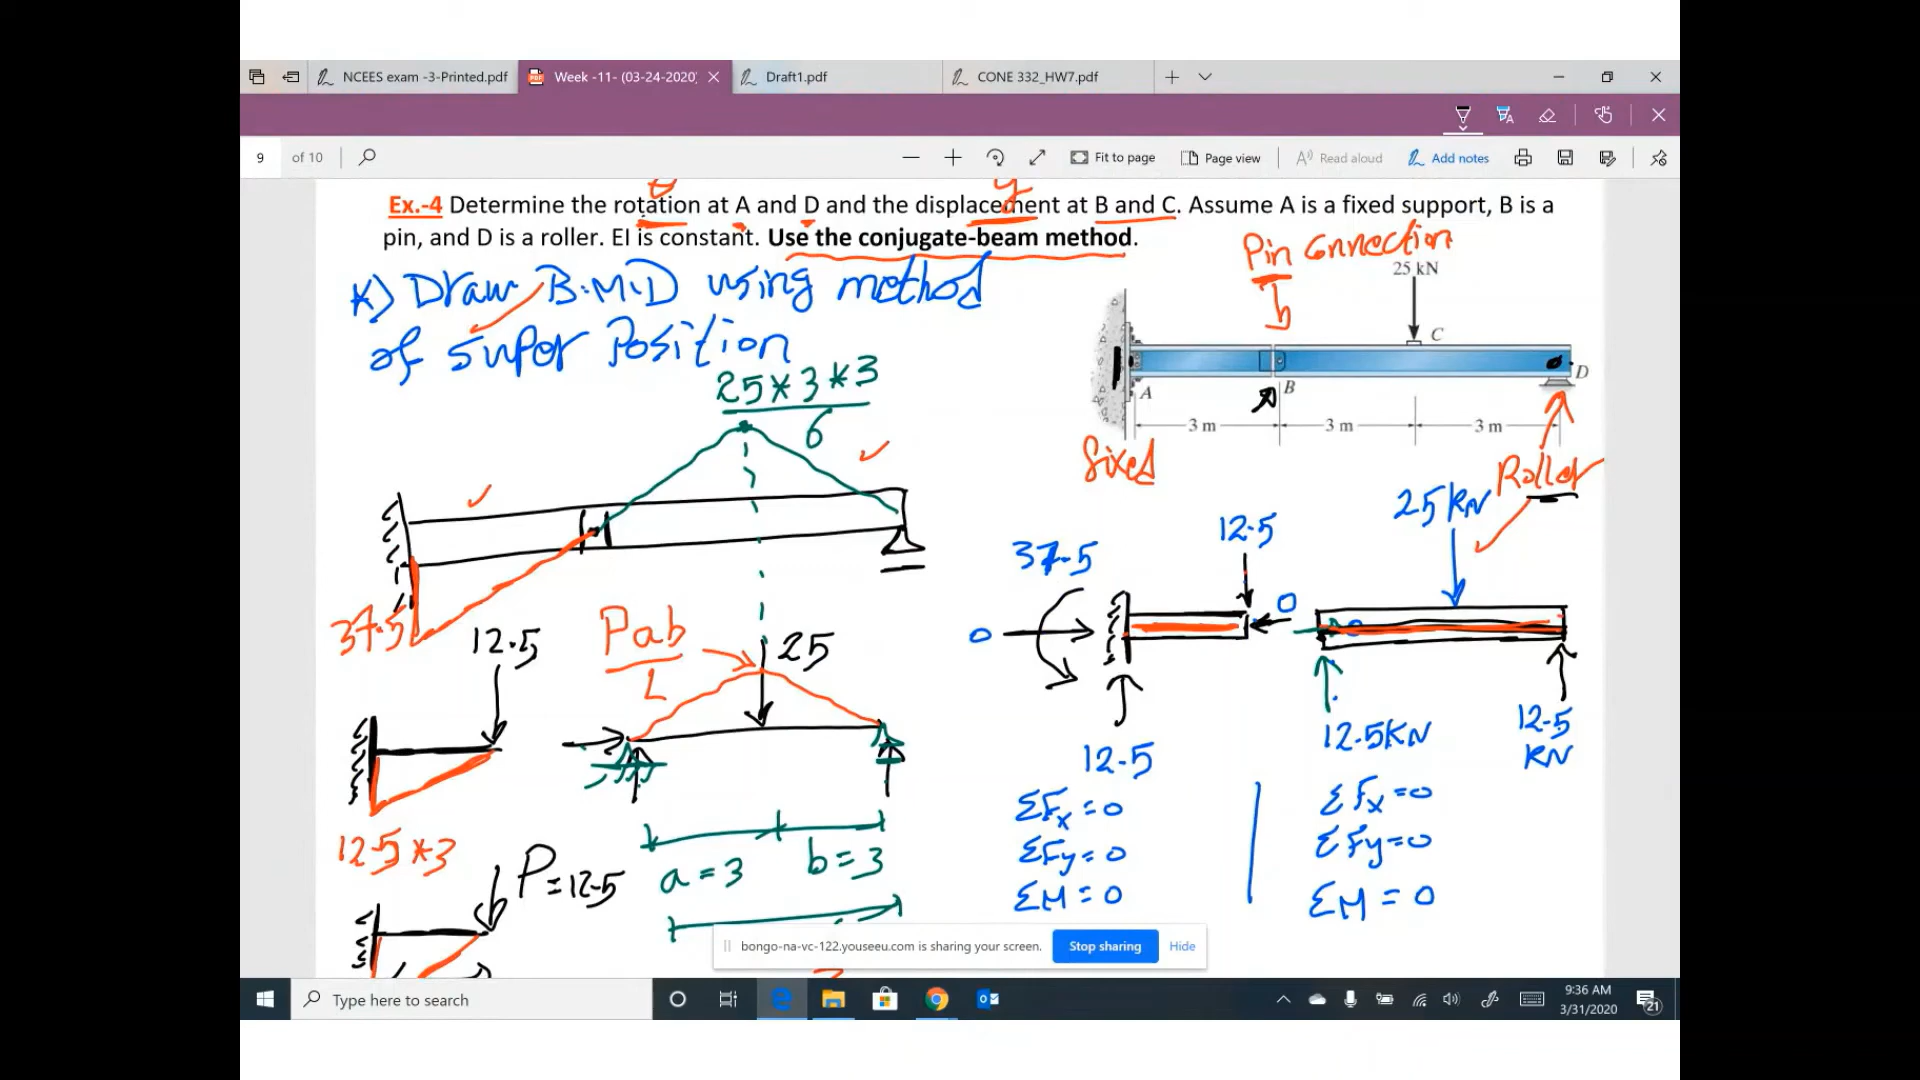 NCEES exam -3-Printed.pdf
Week -11- (03-24-2020)
Draft1.pdf
CONE 332_HW7.pdf
9 of 10
Fit to page
Page view
Read aloud
Add notes
Ex.-4 Determine the rotation at A and D and the displacement at B and C. Assume A is a fixed support, B is a
pin, and D is a roller. EI is constant. Use the conjugate-beam method.
θ
y
*) Draw B.M.D using method
of super Position
25*3*3
6
Pin Connection
b
25 kN
C
D
A
B
3 m
3 m
3 m
fixed
Roller
37.5
12.5
Pab
L
25
12.5*3
P=12.5
a=3
b=3
37.5
12.5
0
0
25KN
12.5
12.5KN
12.5
KN
ΣFx=0
ΣFy=0
ΣM=0
ΣFx=0
ΣFy=0
ΣM=0
bongo-na-vc-122.youseeu.com is sharing your screen.
Stop sharing
Hide
Type here to search
9:36 AM
3/31/2020
21